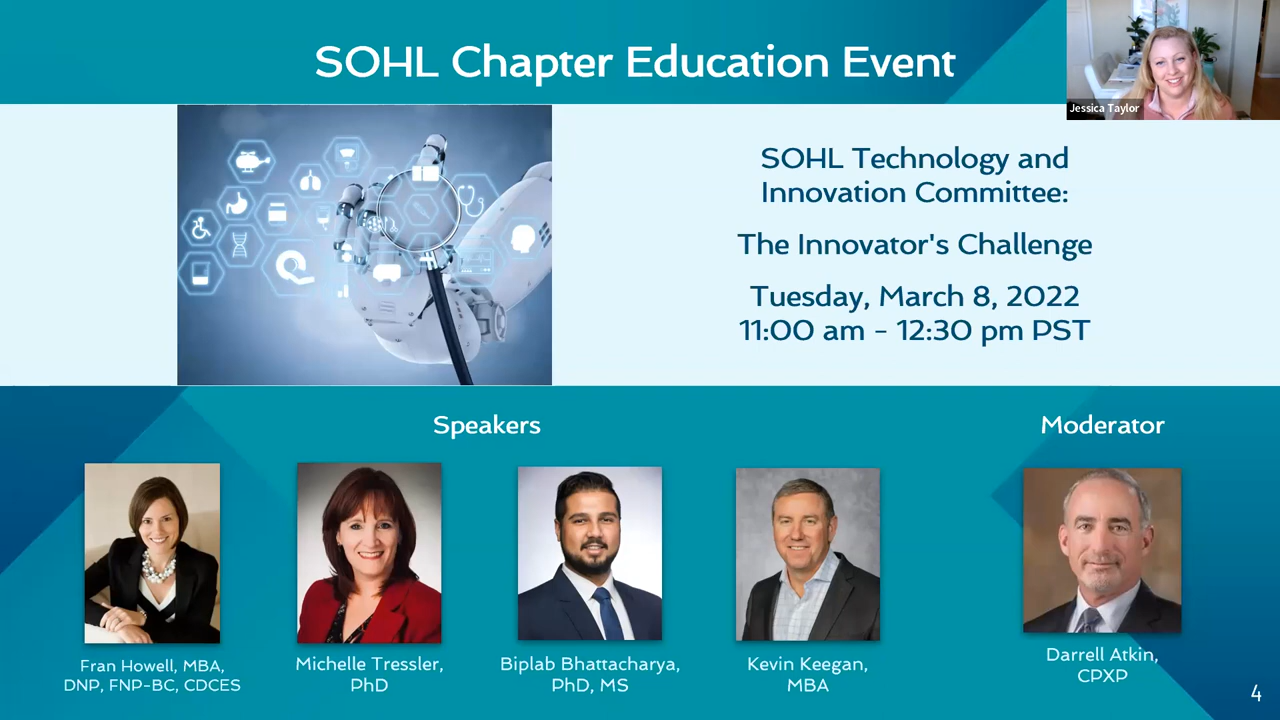 SOHL Chapter Education Event
Jessica Taylor
SOHL Technology and
Innovation Committee:
The Innovator's Challenge
Tuesday, March 8, 2022
11:00 am - 12:30 pm PST
Speakers
Moderator
Fran Howell, MBA,
DNP, FNP-BC, CDCES
Michelle Tressler,
PhD
Biplab Bhattacharya,
PhD, MS
Kevin Keegan,
MBA
Darrell Atkin,
CPXP
4